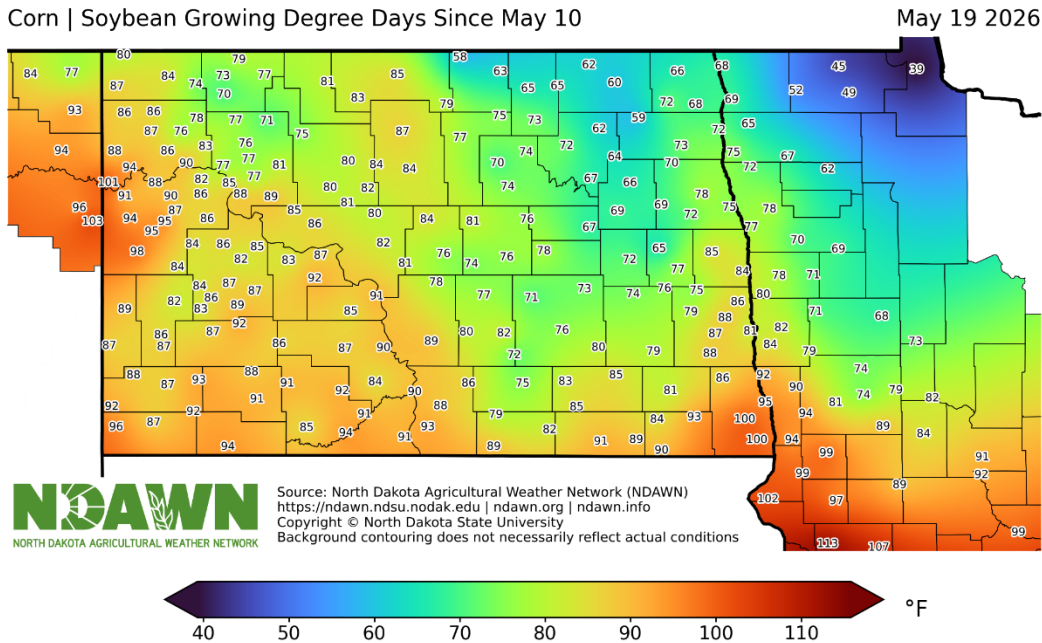 Corn | Soybean Growing Degree Days Since May 10 May 19 2026
80 79 58 62 68 45 39
84 77 84 73 77 85 63 66
87 74 70 81 83 65 65 60 52 49
93 86 86 78 77 71 79 75 73 59 72 68 69 65
87 76 75 87 77 62 72
94 88 86 83 76 74 72 73 75 67
94 90 77 77 81 80 84 84 70 64 70 72 62
101 88 82 85 77 80 82 74 67 66
91 90 86 88 89 81 78
96 103 94 87 95 86 85 80 84 81 76 69 69 72 75 78
95 86 67 77
98 84 86 85 82 76 78 65 70 69
84 82 83 87 81 74 76 72 85
92 77 84 78 71
84 87 87 91 78 77 71 73 74 76 75 80
89 82 86 83 89 85 79 86 71 68
92 88
86 87 80 82 76 87 81 82
87 87 86 87 90 89 72 80 79 88 84 79 73
88 87 93 88 91 84 86 75 83 85 86 92 90 74
91 92 90 81 95 81 74 79 82
92 92 91 88 79 85 84 93 100 94
96 87 85 94 93 82 89 84
94 91 89 91 89 90 100 94 99 91
99 92
89
102 97
99
113 107
NDAWN
NORTH DAKOTA AGRICULTURAL WEATHER NETWORK
Source: North Dakota Agricultural Weather Network (NDAWN)
https://ndawn.ndsu.nodak.edu | ndawn.org | ndawn.info
Copyright © North Dakota State University
Background contouring does not necessarily reflect actual conditions
40 50 60 70 80 90 100 110 °F